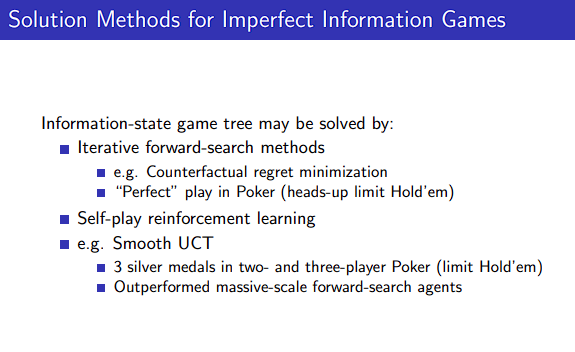 Solution Methods for Imperfect Information Games
Information-state game tree may be solved by:
Iterative forward-search methods
e.g. Counterfactual regret minimization
“Perfect” play in Poker (heads-up limit Hold’em)
Self-play reinforcement learning
e.g. Smooth UCT
3 silver medals in two- and three-player Poker (limit Hold’em)
Outperformed massive-scale forward-search agents